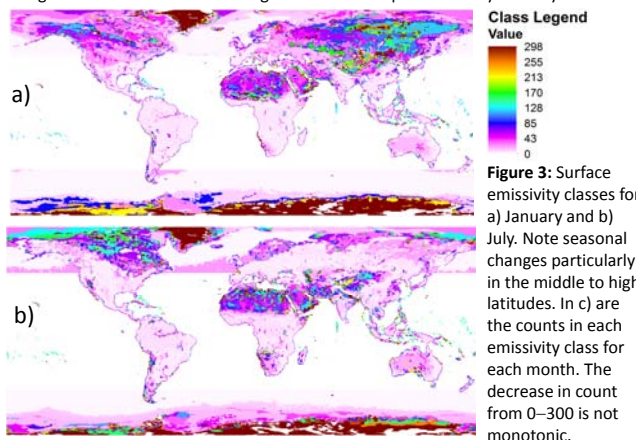 Class Legend
Value
298
255
213
170
128
85
43
0
a)
b)
Figure 3: Surface
emissivity classes for
a) January and b)
July. Note seasonal
changes particularly
in the middle to high
latitudes. In c) are
the counts in each
emissivity class for
each month. The
decrease in count
from 0–300 is not
monotonic.